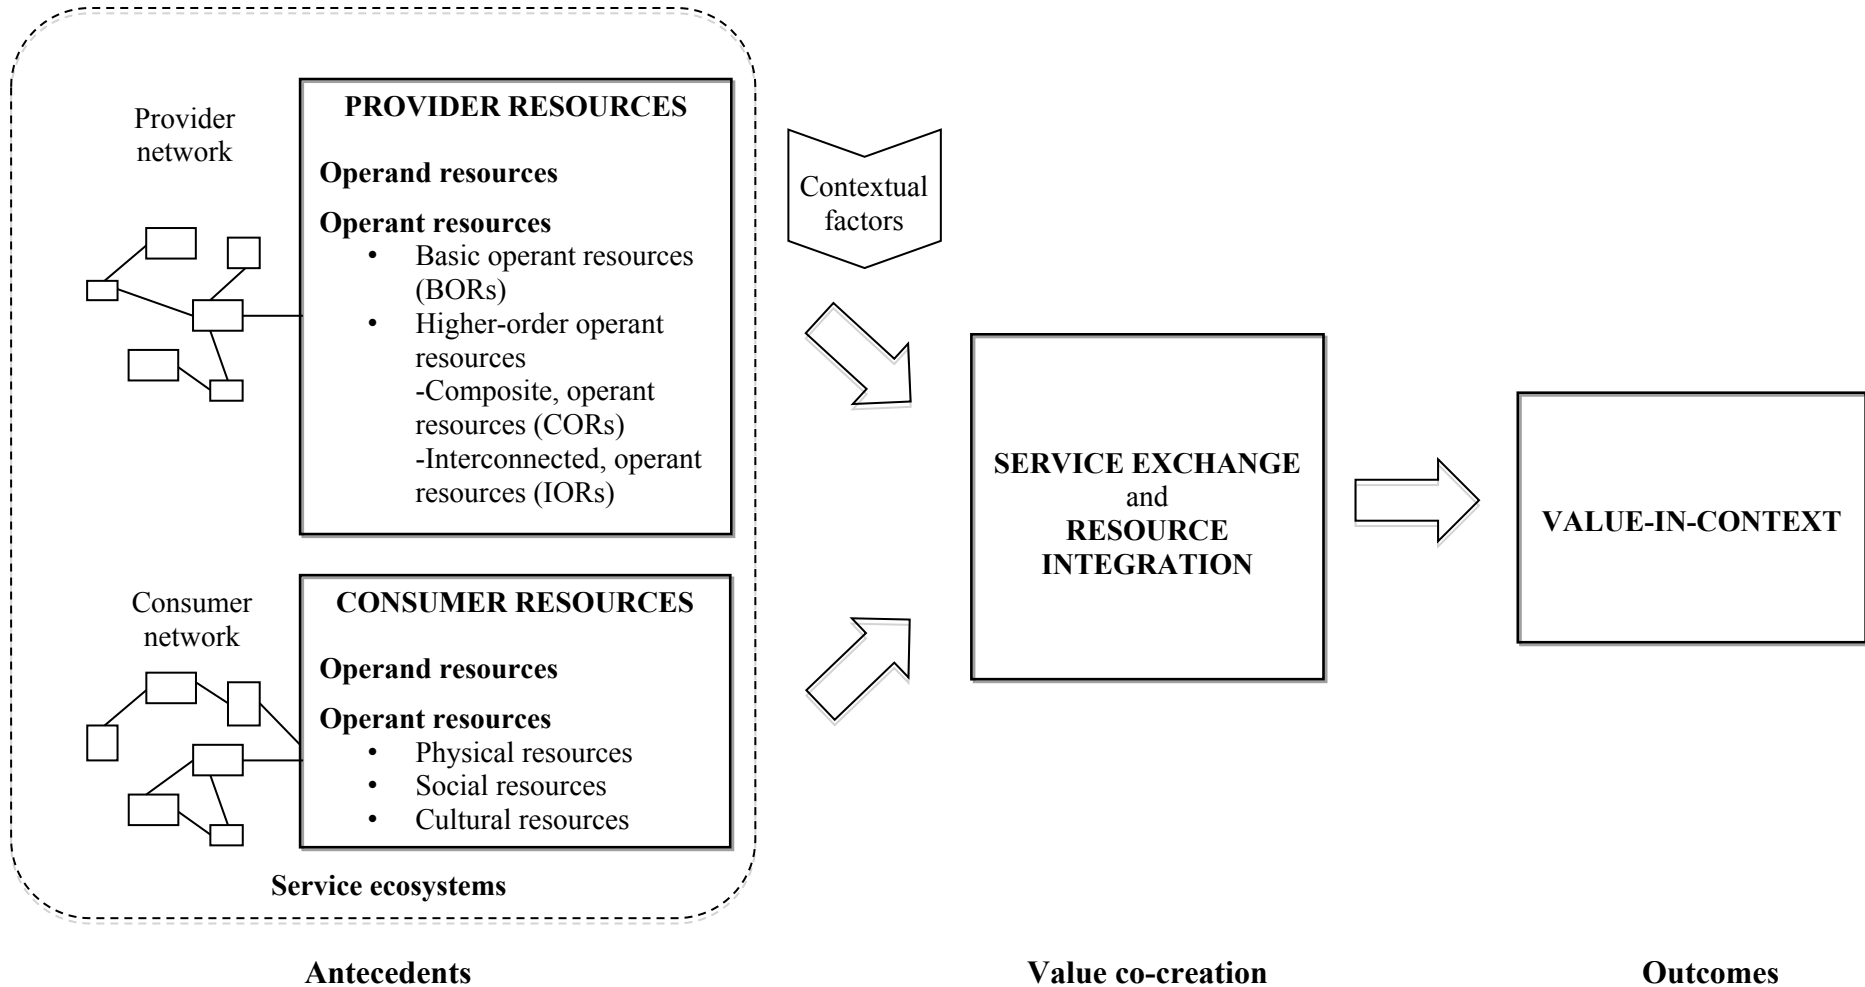 Provider
network
PROVIDER RESOURCES
Operand resources
Operant resources
• Basic operant resources
(BORs)
• Higher-order operant
resources
-Composite, operant
resources (CORs)
-Interconnected, operant
resources (IORs)
Consumer
network
CONSUMER RESOURCES
Operand resources
Operant resources
• Physical resources
• Social resources
• Cultural resources
Service ecosystems
Contextual
factors
SERVICE EXCHANGE
and
RESOURCE
INTEGRATION
VALUE-IN-CONTEXT
Antecedents
Value co-creation
Outcomes